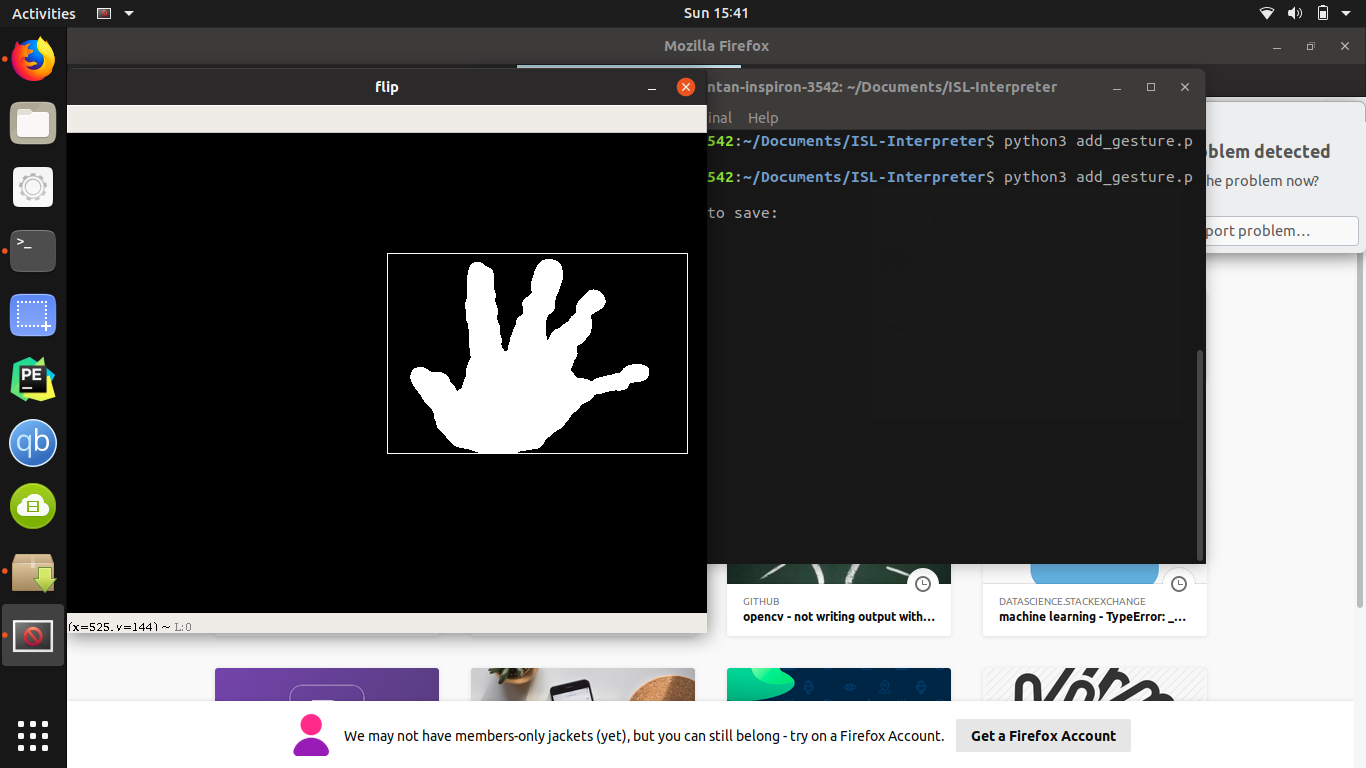 Activities
Sun 15:41
Mozilla Firefox
flip
ntan-inspiron-3542: ~/Documents/ISL-Interpreter
inal Help
542:~/Documents/ISL-Interpreter$ python3 add_gesture.p
542:~/Documents/ISL-Interpreter$ python3 add_gesture.p
to save:
blem detected
he problem now?
port problem…
>_
PE
qb
(x=525, y=144) ~ L:0
GITHUB
opencv - not writing output with…
DATASCIENCE.STACKEXCHANGE
machine learning - TypeError: _…
We may not have members-only jackets (yet), but you can still belong - try on a Firefox Account.
Get a Firefox Account